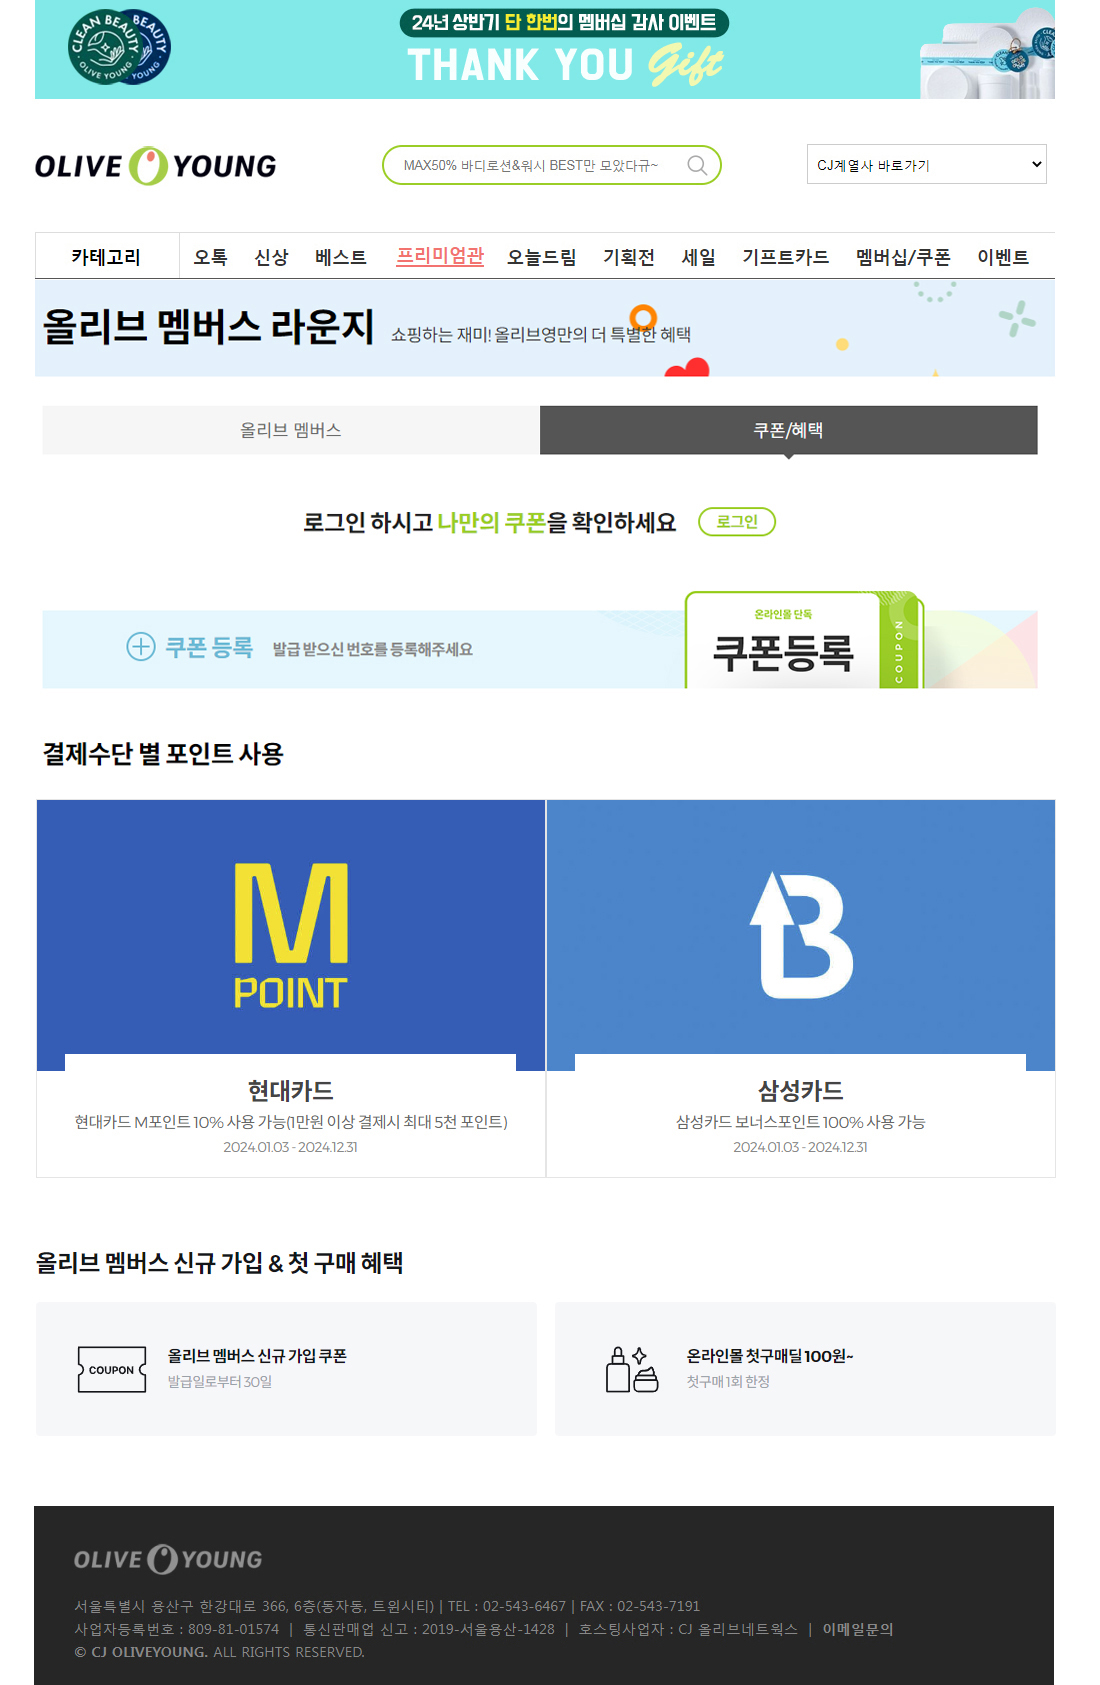 CLEAN BEAUTY
OLIVE YOUNG
BEAUTY
YOUNG
24년 상반기 단 한번의 멤버십 감사 이벤트
THANK YOU Gift
OLIVE YOUNG
MAX50% 바디로션&워시 BEST만 모았다규~
CJ계열사 바로가기
카테고리 오특 신상 베스트 프리미엄관 오늘드림 기획전 세일 기프트카드 멤버십/쿠폰 이벤트
올리브 멤버스 라운지 쇼핑하는 재미! 올리브영만의 더 특별한 혜택
올리브 멤버스 쿠폰/혜택
로그인 하시고 나만의 쿠폰을 확인하세요 로그인
쿠폰 등록 발급 받으신 번호를 등록해주세요
온라인몰 단독
쿠폰등록
COUPON
결제수단 별 포인트 사용
M
POINT
B
현대카드
현대카드 M포인트 10% 사용 가능(1만원 이상 결제시 최대 5천 포인트)
2024.01.03 - 2024.12.31
삼성카드
삼성카드 보너스포인트 100% 사용 가능
2024.01.03 - 2024.12.31
올리브 멤버스 신규 가입 & 첫 구매 혜택
COUPON
올리브 멤버스 신규 가입 쿠폰
발급일로부터 30일
온라인몰 첫구매딜 100원~
첫구매 1회 한정
OLIVE YOUNG
서울특별시 용산구 한강대로 366, 6층(동자동, 트윈시티) | TEL : 02-543-6467 | FAX : 02-543-7191
사업자등록번호 : 809-81-01574 | 통신판매업 신고 : 2019-서울용산-1428 | 호스팅사업자 : CJ 올리브네트웍스 | 이메일문의
© CJ OLIVEYOUNG. ALL RIGHTS RESERVED.